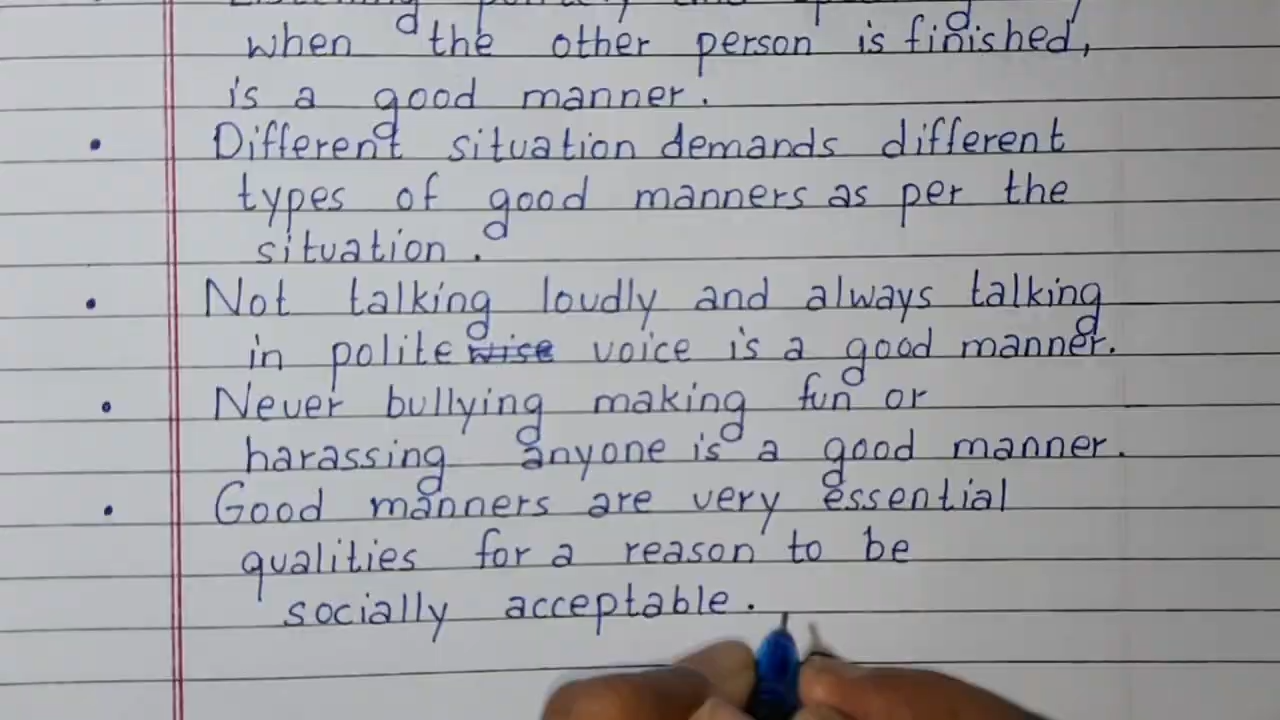 when the other person is finished,
is a good manner.
• Different situation demands different
types of good manners as per the
situation.
• Not talking loudly and always talking
in polite wise voice is a good manner.
• Never bullying making fun or
harassing anyone is a good manner.
• Good manners are very essential
qualities for a reason to be
socially acceptable.